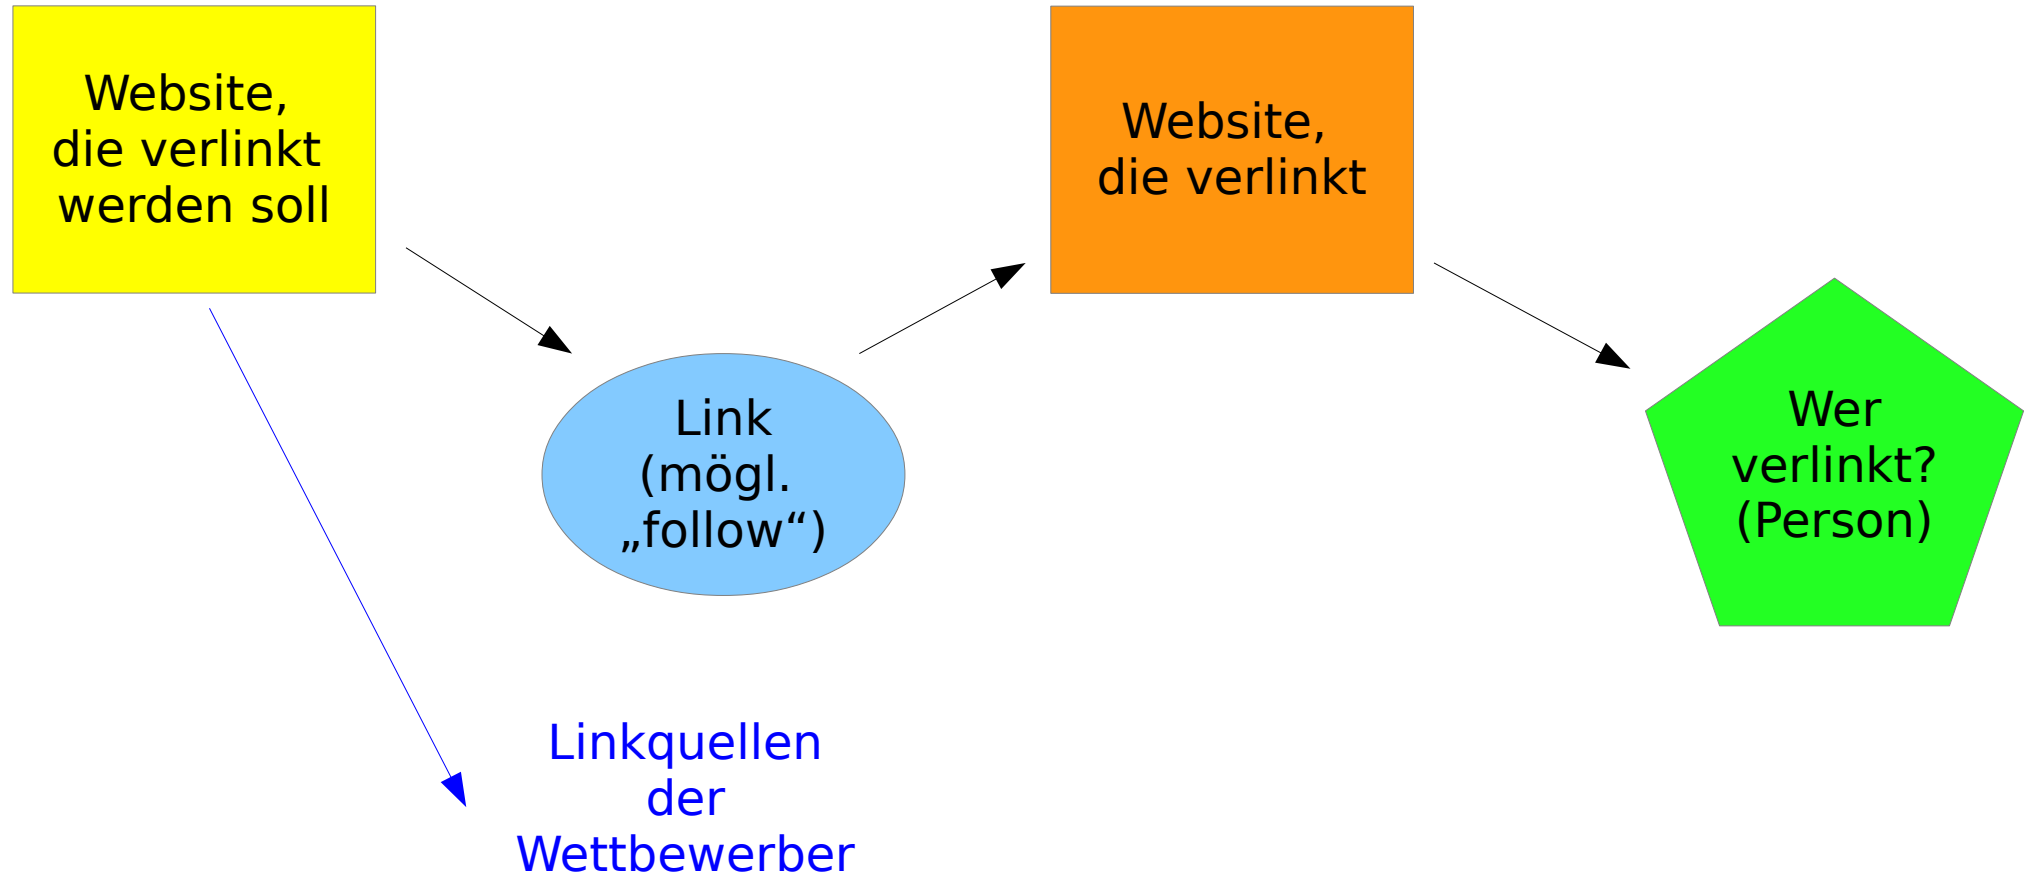 Website,
die verlinkt
werden soll
Website,
die verlinkt
Link
(mögl.
„follow“)
Wer
verlinkt?
(Person)
Linkquellen
der
Wettbewerber